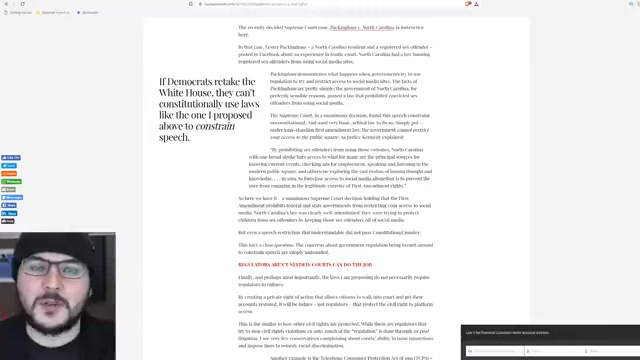 The recently decided Supreme Court case, Packingham v. North Carolina, is instructive
here.
In that case, Lester Packingham – a North Carolina resident and a registered sex offender –
posted to Facebook about an experience in traffic court. North Carolina had a law banning
registered sex offenders from using social media sites.
If Democrats retake the
White House, they can't
constitutionally use laws
like the one I proposed
above to constrain
speech.
Packingham demonstrates what happens when governments try to use
regulation to try and restrict access to social media sites. The facts of
Packingham are pretty simple: the government of North Carolina, for
perfectly sensible reasons, passed a law that prohibited convicted sex
offenders from using social media.
The Supreme Court, in a unanimous decision, found this speech constraint
unconstitutional. And used very basic, settled law to do so. Simply put –
under long-standing first amendment law, the government cannot restrict
your access to the public square. As Justice Kennedy explained:
"By prohibiting sex offenders from using those websites, North Carolina
with one broad stroke bars access to what for many are the principal sources for
knowing current events, checking ads for employment, speaking and listening in the
modern public square, and otherwise exploring the vast realms of human thought and
knowledge. . . . In sum, to foreclose access to social media altogether is to prevent the
user from engaging in the legitimate exercise of First Amendment rights."
So here we have it – a unanimous Supreme Court decision holding that the First
Amendment prohibits federal and state governments from restricting your access to social
media. North Carolina's law was clearly well-intentioned: they were trying to protect
children from sex offenders by keeping those sex offenders off of social media.
But even a speech restriction that understandable did not pass Constitutional muster.
This isn't a close question. The concerns about government regulation being turned around
to constrain speech are simply unfounded.
REGULATORS AREN'T NEEDED: COURTS CAN DO THE JOB
Finally, and perhaps most importantly, the laws I am proposing do not necessarily require
regulators to enforce.
By creating a private right of action that allows citizens to walk into court and get their
accounts restored, it will be judges – not regulators – that protect the civil right to platform
access.
This is similar to how other civil rights are protected. While there are regulators that
try to stop civil rights violations ex ante, much of the "regulation" is done through ex post
litigation. I see very few conservatives complaining about courts' ability to issue injunctions
and impose fines to remedy racial discrimination.
Another example is the Telephone Consumer Protection Act of 1991 (TCPA) –